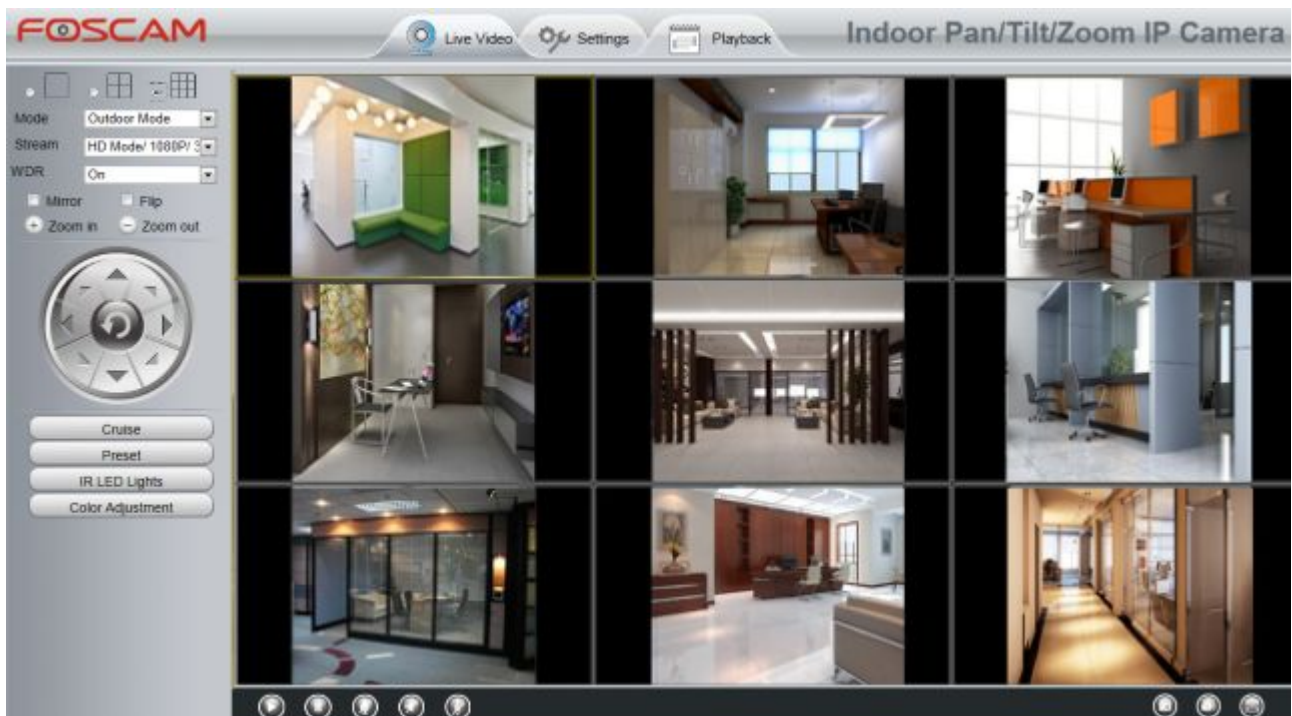 FOSCAM
Live Video
Settings
Playback
Indoor Pan/Tilt/Zoom IP Camera
Mode
Outdoor Mode
Stream
HD Mode/ 1080P/ 3
WDR
On
Mirror
Flip
Zoom in
Zoom out
Cruise
Preset
IR LED Lights
Color Adjustment